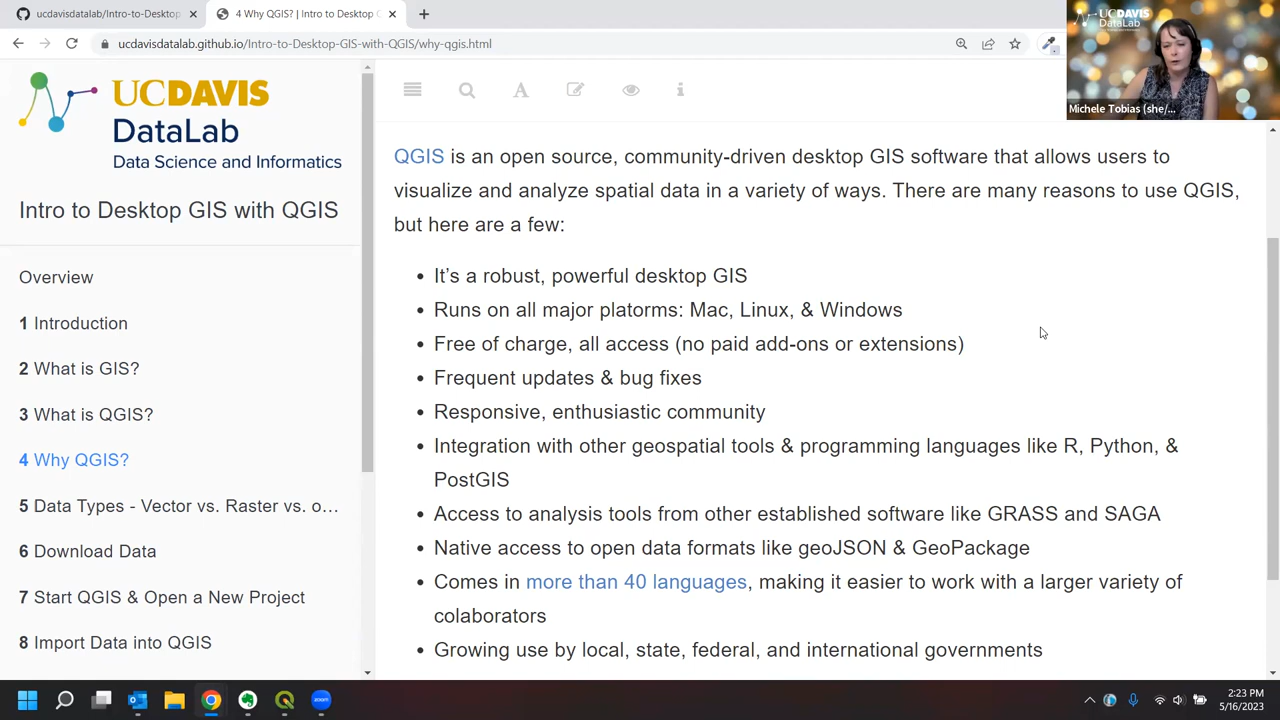 ucdavisdatalab/Intro-to-Desktop
4 Why QGIS? | Intro to Desktop G
ucdavisdatalab.github.io/Intro-to-Desktop-GIS-with-QGIS/why-qgis.html
UCDAVIS
DataLab
Michele Tobias (she/...
UCDAVIS
DataLab
Data Science and Informatics
Intro to Desktop GIS with QGIS
Overview
1 Introduction
2 What is GIS?
3 What is QGIS?
4 Why QGIS?
5 Data Types - Vector vs. Raster vs. o...
6 Download Data
7 Start QGIS & Open a New Project
8 Import Data into QGIS
QGIS is an open source, community-driven desktop GIS software that allows users to
visualize and analyze spatial data in a variety of ways. There are many reasons to use QGIS,
but here are a few:
• It's a robust, powerful desktop GIS
• Runs on all major platorms: Mac, Linux, & Windows
• Free of charge, all access (no paid add-ons or extensions)
• Frequent updates & bug fixes
• Responsive, enthusiastic community
• Integration with other geospatial tools & programming languages like R, Python, &
PostGIS
• Access to analysis tools from other established software like GRASS and SAGA
• Native access to open data formats like geoJSON & GeoPackage
• Comes in more than 40 languages, making it easier to work with a larger variety of
colaborators
• Growing use by local, state, federal, and international governments
zoom
2:23 PM
5/16/2023